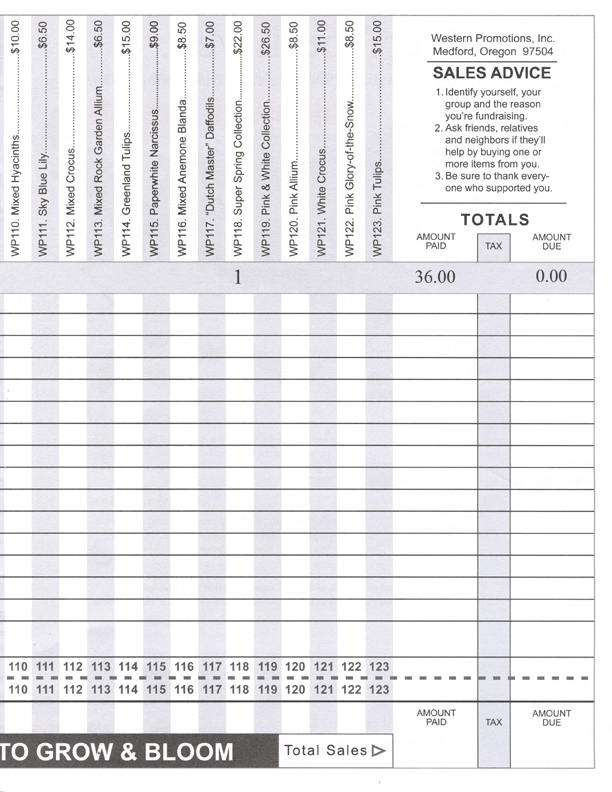 WP110. Mixed Hyacinths..................$10.00
WP111. Sky Blue Lily........................$6.50
WP112. Mixed Crocus.....................$14.00
WP113. Mixed Rock Garden Allium......$6.50
WP114. Greenland Tulips.................$15.00
WP115. Paperwhite Narcissus............$9.00
WP116. Mixed Anemone Blanda..........$8.50
WP117. "Dutch Master" Daffodils........$7.00
WP118. Super Spring Collection........$22.00
WP119. Pink & White Collection........$26.50
WP120. Pink Allium.........................$8.50
WP121. White Crocus.....................$11.00
WP122. Pink Glory-of-the-Snow.........$8.50
WP123. Pink Tulips........................$15.00
Western Promotions, Inc.
Medford, Oregon 97504
SALES ADVICE
1. Identify yourself, your
group and the reason
you're fundraising.
2. Ask friends, relatives
and neighbors if they'll
help by buying one or
more items from you.
3. Be sure to thank every-
one who supported you.
TOTALS
AMOUNT PAID
TAX
AMOUNT DUE
1 36.00 0.00
110 111 112 113 114 115 116 117 118 119 120 121 122 123
110 111 112 113 114 115 116 117 118 119 120 121 122 123
AMOUNT PAID
TAX
AMOUNT DUE
TO GROW & BLOOM
Total Sales